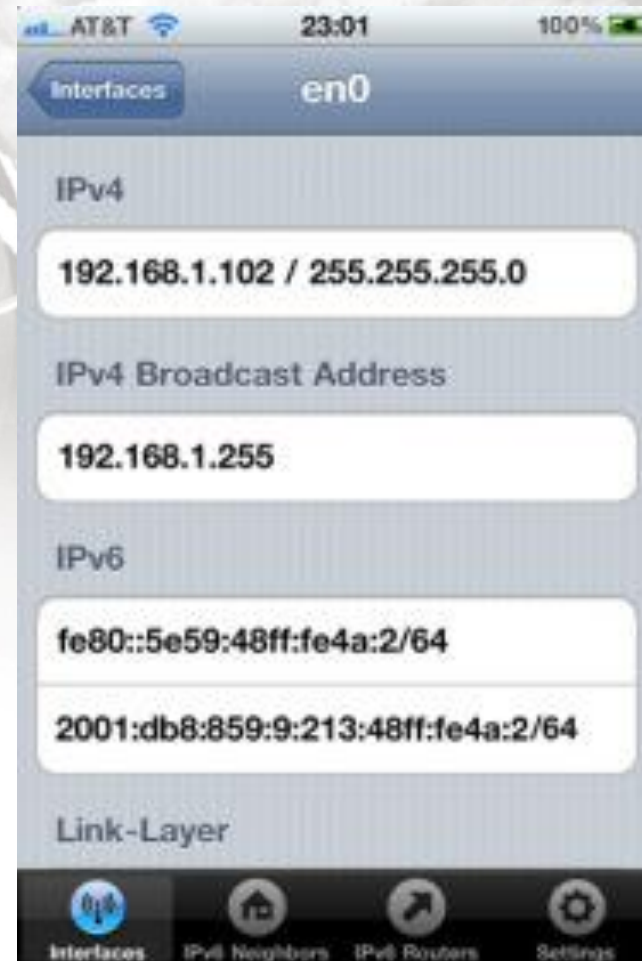 AT&T 23:01 100%
Interfaces en0
IPv4
192.168.1.102 / 255.255.255.0
IPv4 Broadcast Address
192.168.1.255
IPv6
fe80::5e59:48ff:fe4a:2/64
2001:db8:859:9:213:48ff:fe4a:2/64
Link-Layer
Interfaces IPv6 Neighbors IPv6 Routers Settings